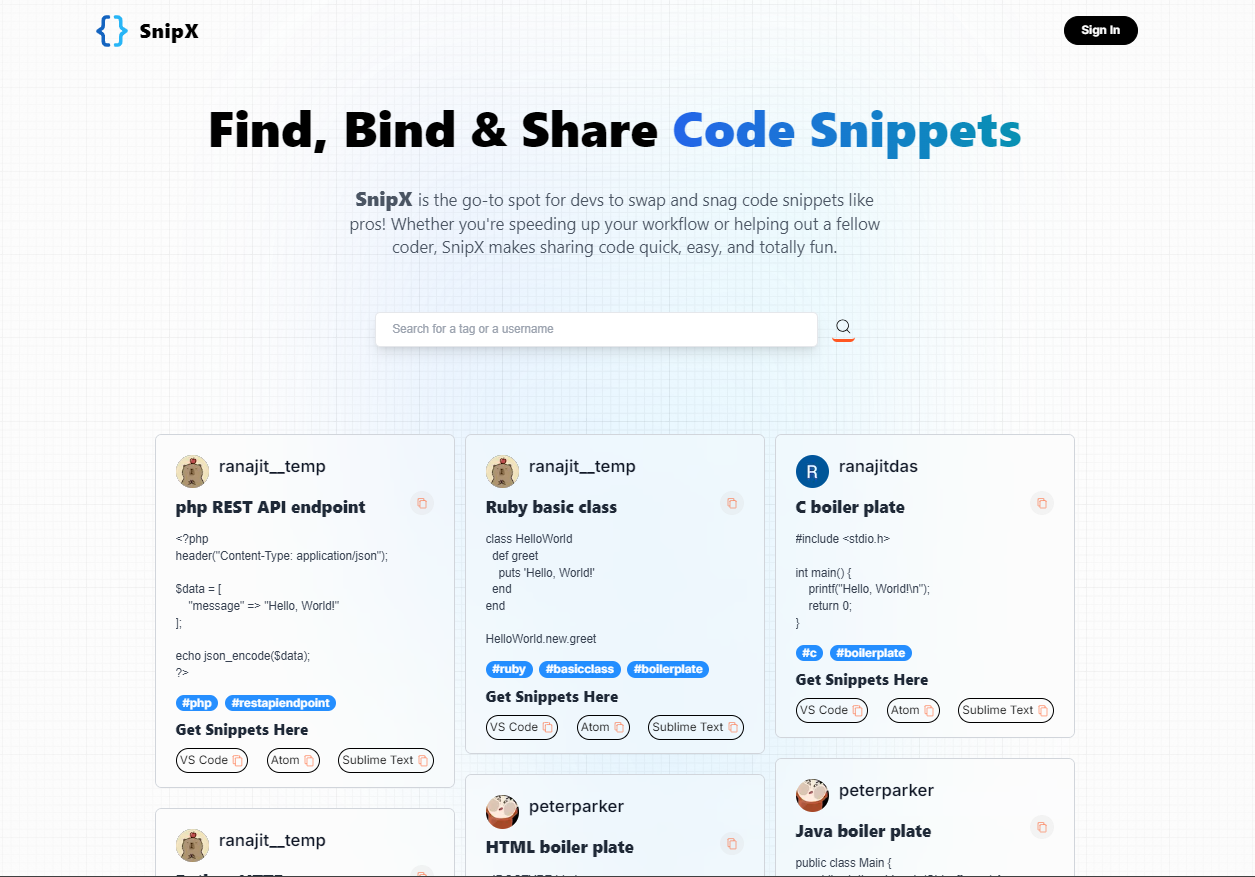 SnipX
Sign In
Find, Bind & Share Code Snippets
SnipX is the go-to spot for devs to swap and snag code snippets like
pros! Whether you're speeding up your workflow or helping out a fellow
coder, SnipX makes sharing code quick, easy, and totally fun.
Search for a tag or a username
ranajit__temp
php REST API endpoint
<?php
header("Content-Type: application/json");
$data = [
"message" => "Hello, World!"
];
echo json_encode($data);
?>
#php #restapiendpoint
Get Snippets Here
VS Code Atom Sublime Text
ranajit__temp
ranajit__temp
Ruby basic class
class HelloWorld
def greet
puts 'Hello, World!'
end
end
HelloWorld.new.greet
#ruby #basicclass #boilerplate
Get Snippets Here
VS Code Atom Sublime Text
peterparker
HTML boiler plate
R
ranajitdas
C boiler plate
#include <stdio.h>
int main() {
printf("Hello, World!\n");
return 0;
}
#c #boilerplate
Get Snippets Here
VS Code Atom Sublime Text
peterparker
Java boiler plate
public class Main {